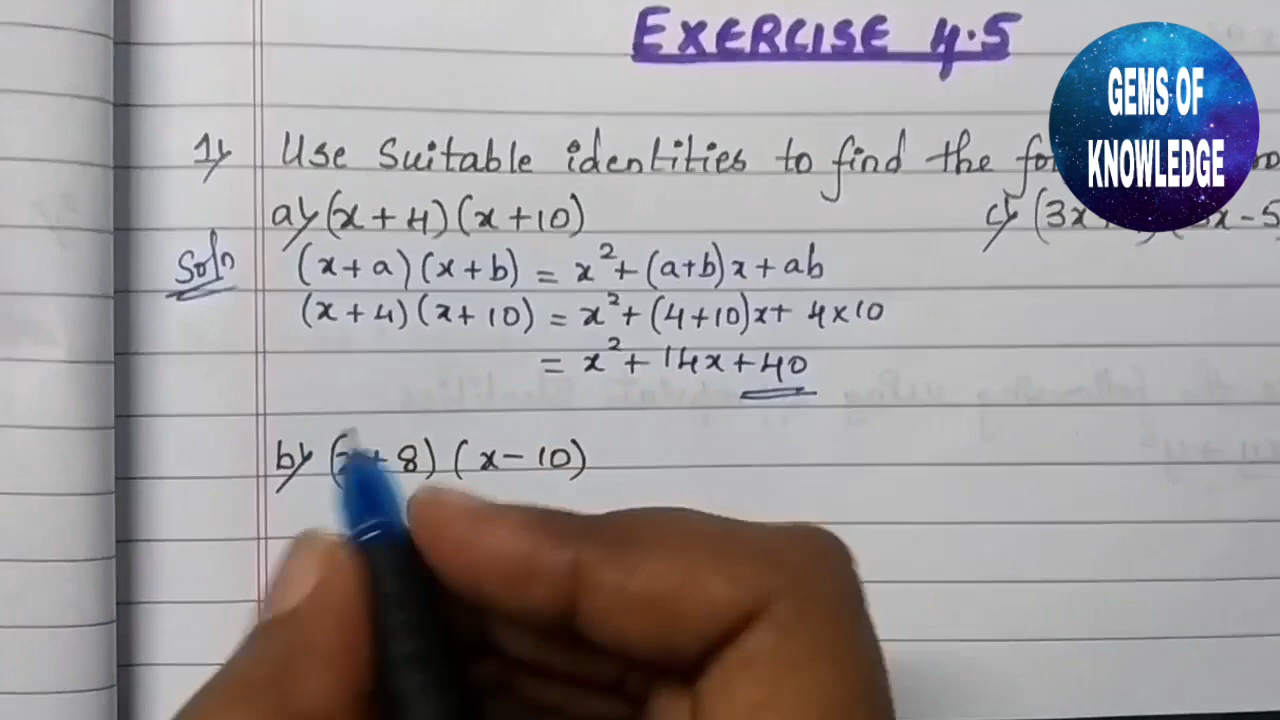 EXERCISE 4.5
GEMS OF
KNOWLEDGE
1) Use suitable identities to find the
a) (x + 4) (x + 10)
c) (3x x - 5
Soln (x + a) (x + b) = x² + (a+b)x + ab
(x + 4) (x + 10) = x² + (4+10)x + 4×10
= x² + 14x + 40
b) (x + 8) (x - 10)